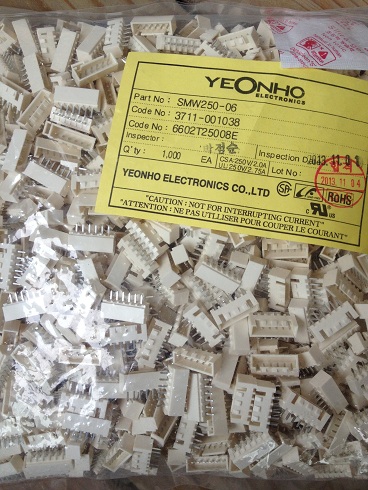 YEONHO
ELECTRONICS
Part No : SMW250-06
Code No : 3711-001038
Code No : 6602T25008E
Inspector :
Q'ty : 1,000 EA
CSA:250V/2.0A
UL:250V/2.75A
Inspection D
Lot No :
2013.11.04
RoHS
YEONHO ELECTRONICS CO.,LTD
"CAUTION : NOT FOR INTERRUPTING CURRENT"
"ATTENTION : NE PAS UTLLISER POUR COUPER LE COURANT"